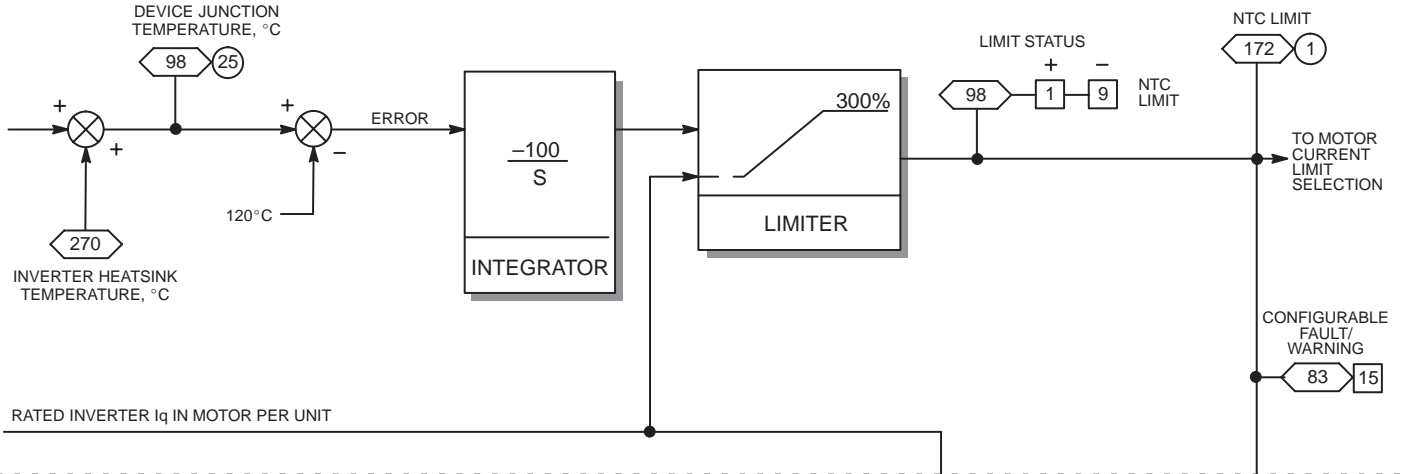 DEVICE JUNCTION
TEMPERATURE, °C
98
25
+
+
270
INVERTER HEATSINK
TEMPERATURE, °C
+
–
120°C
ERROR
–100
S
INTEGRATOR
300%
LIMITER
LIMIT STATUS
+ –
98
1
9
NTC
LIMIT
NTC LIMIT
172
1
TO MOTOR
CURRENT
LIMIT
SELECTION
CONFIGURABLE
FAULT/
WARNING
83
15
RATED INVERTER Iq IN MOTOR PER UNIT